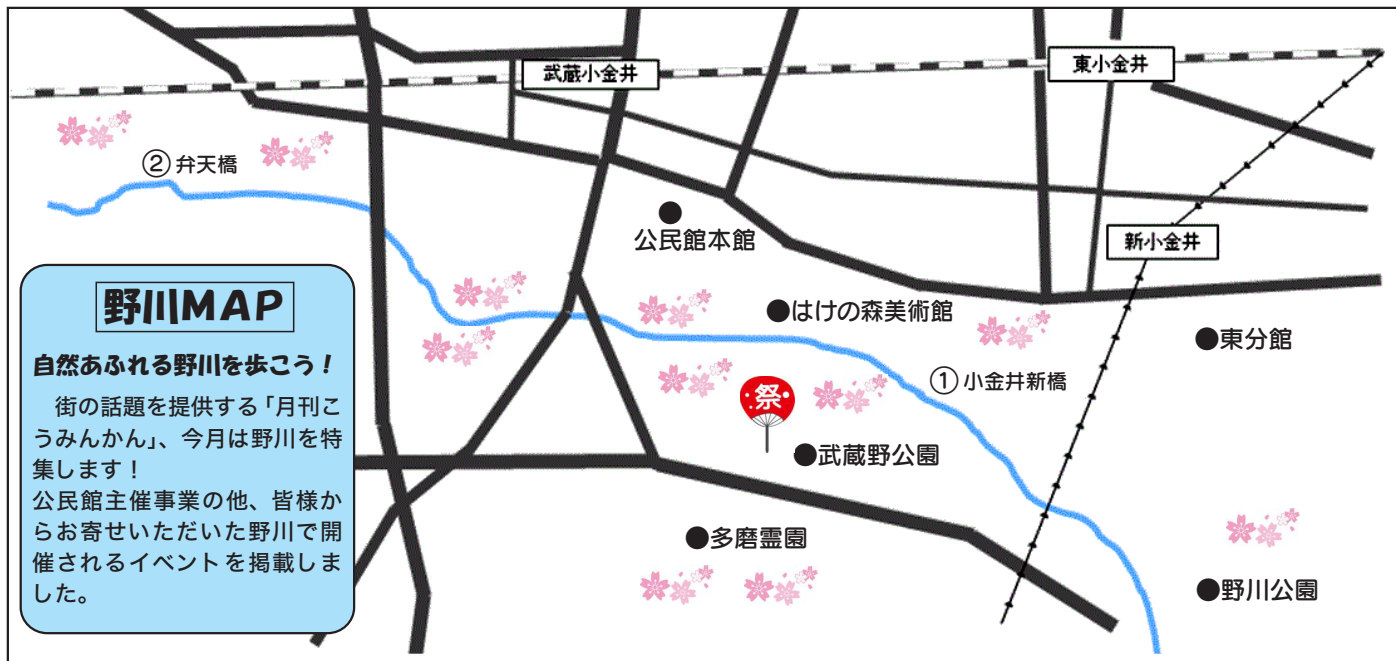 武蔵小金井
東小金井
② 弁天橋
公民館本館
新小金井
野川MAP
自然あふれる野川を歩こう！
　街の話題を提供する「月刊こ
うみんかん」、今月は野川を特
集します！
公民館主催事業の他、皆様か
らお寄せいただいた野川で開
催されるイベントを掲載しま
した。
●はけの森美術館
●東分館
① 小金井新橋
祭
●武蔵野公園
●多磨霊園
●野川公園